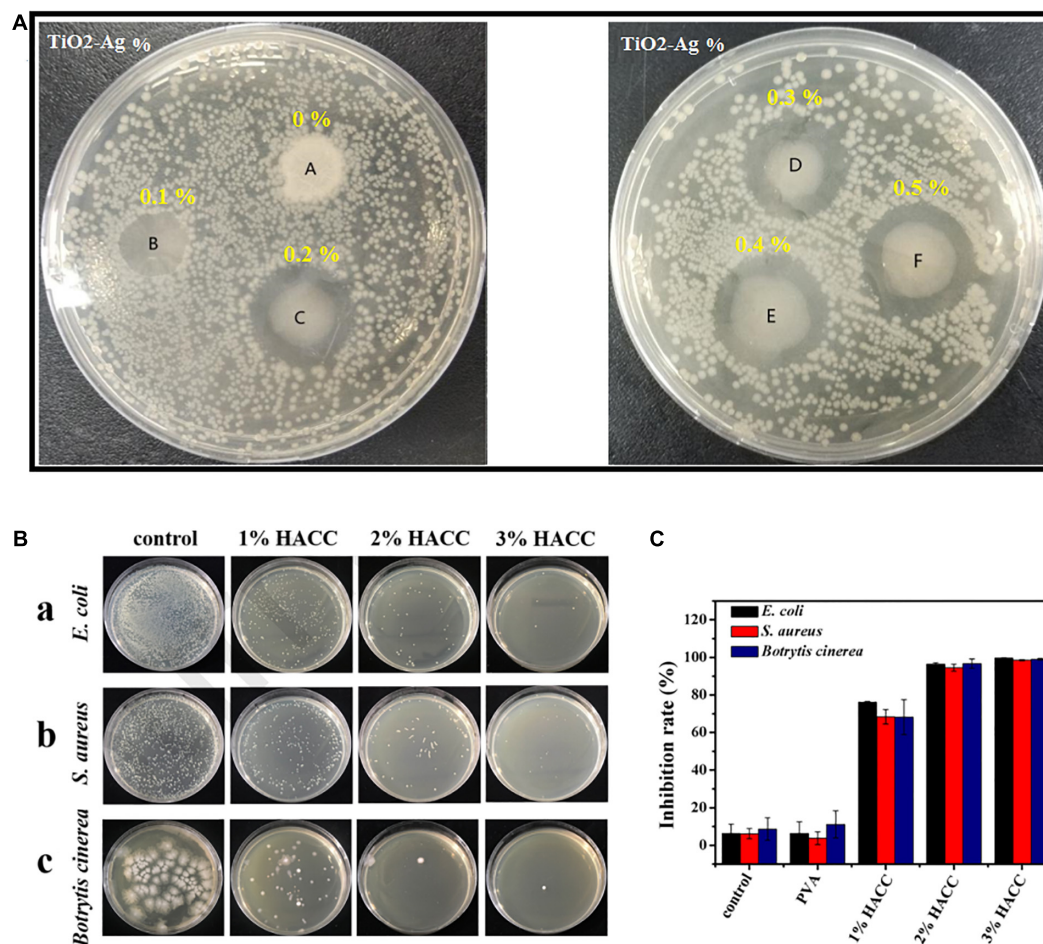 A
TiO2-Ag %
0 %
A
0.1 %
B
0.2 %
C
TiO2-Ag %
0.3 %
D
0.5 %
F
0.4 %
E
B
control 1% HACC 2% HACC 3% HACC
a E. coli
b S. aureus
c Botrytis cinerea
C
E. coli
S. aureus
Botrytis cinerea
Inhibition rate (%)
120
100
80
60
40
20
0
control PVA 1% HACC 2% HACC 3% HACC